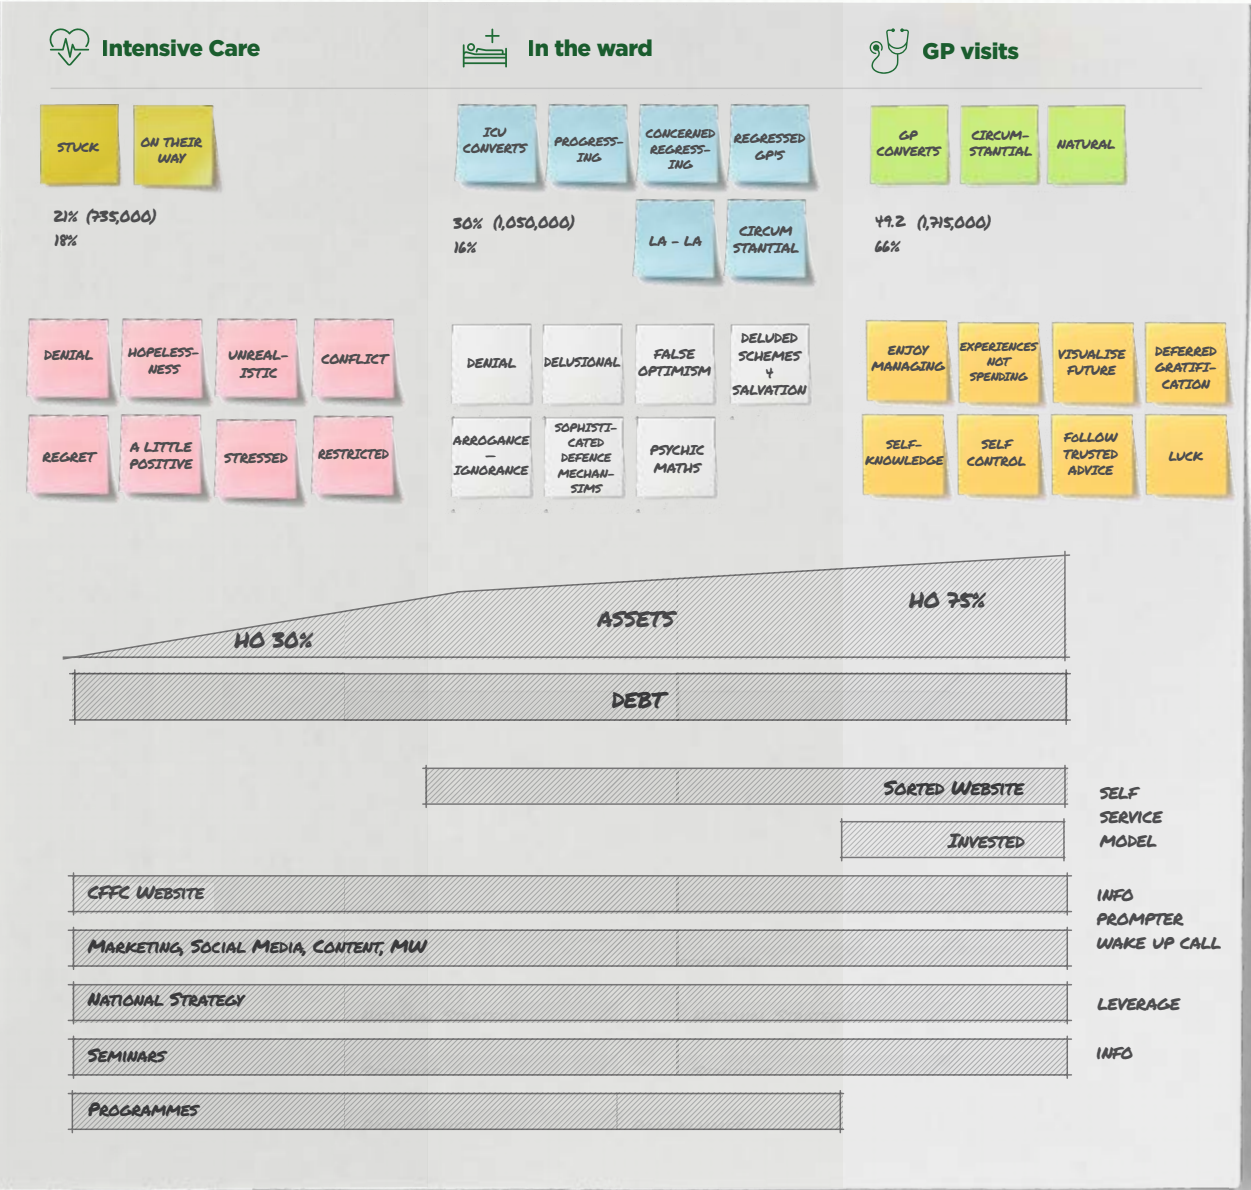 Intensive Care
In the ward
GP visits
STUCK
ON THEIR
WAY
ICU
CONVERTS
PROGRESS-
ING
CONCERNED
REGRESS-
ING
REGRESSED
GP'S
GP
CONVERTS
CIRCUM-
STANTIAL
NATURAL
21% (735,000)
18%
30% (1,050,000)
16%
LA - LA
CIRCUM
STANTIAL
49.2 (1,715,000)
66%
DENIAL
HOPELESS-
NESS
UNREAL-
ISTIC
CONFLICT
DENIAL
DELUSIONAL
FALSE
OPTIMISM
DELUDED
SCHEMES
&
SALVATION
ENJOY
MANAGING
EXPERIENCES
NOT
SPENDING
VISUALISE
FUTURE
DEFERRED
GRATIFI-
CATION
REGRET
A LITTLE
POSITIVE
STRESSED
RESTRICTED
ARROGANCE
—
IGNORANCE
SOPHISTI-
CATED
DEFENCE
MECHAN-
SIMS
PSYCHIC
MATHS
SELF-
KNOWLEDGE
SELF
CONTROL
FOLLOW
TRUSTED
ADVICE
LUCK
HO 30%
ASSETS
HO 75%
DEBT
SORTED WEBSITE
INVESTED
SELF
SERVICE
MODEL
CFFC WEBSITE
MARKETING, SOCIAL MEDIA, CONTENT, MW
INFO
PROMPTER
WAKE UP CALL
NATIONAL STRATEGY
LEVERAGE
SEMINARS
INFO
PROGRAMMES